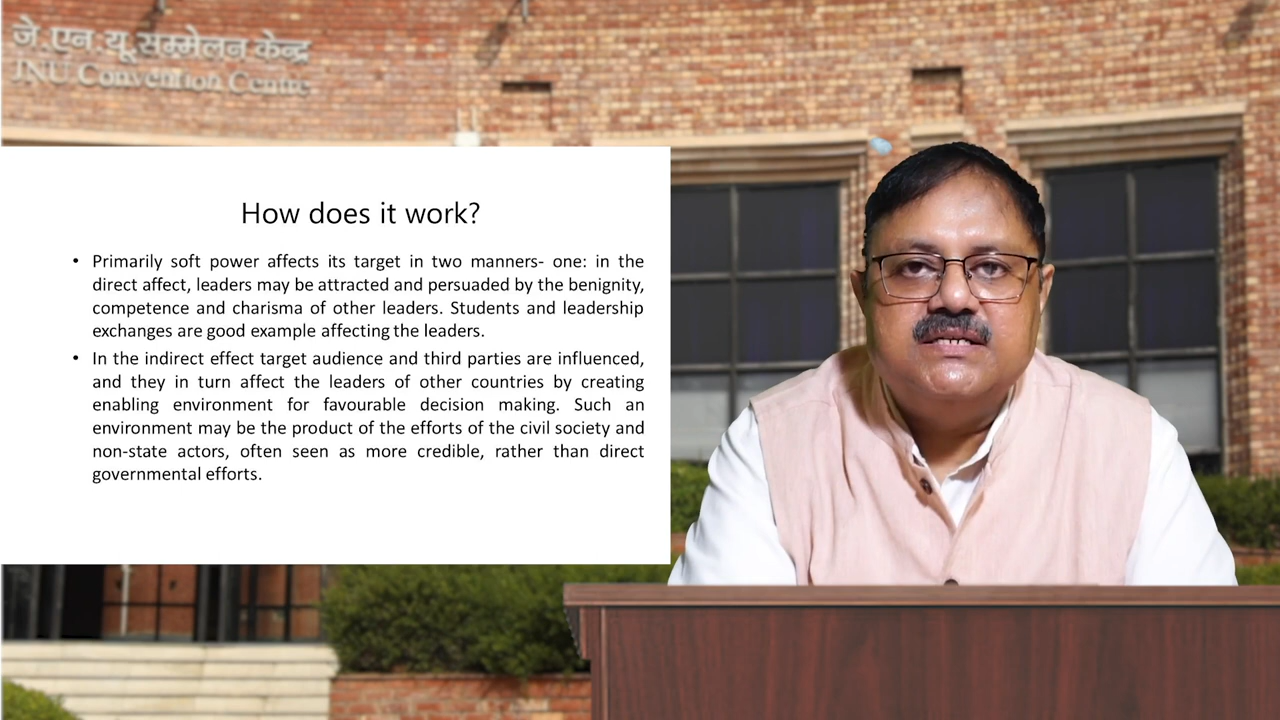 जे.एन.यू.सम्मेलन केन्द्र
JNU Convention Centre
How does it work?
• Primarily soft power affects its target in two manners- one: in the
direct affect, leaders may be attracted and persuaded by the benignity,
competence and charisma of other leaders. Students and leadership
exchanges are good example affecting the leaders.
• In the indirect effect target audience and third parties are influenced,
and they in turn affect the leaders of other countries by creating
enabling environment for favourable decision making. Such an
environment may be the product of the efforts of the civil society and
non-state actors, often seen as more credible, rather than direct
governmental efforts.